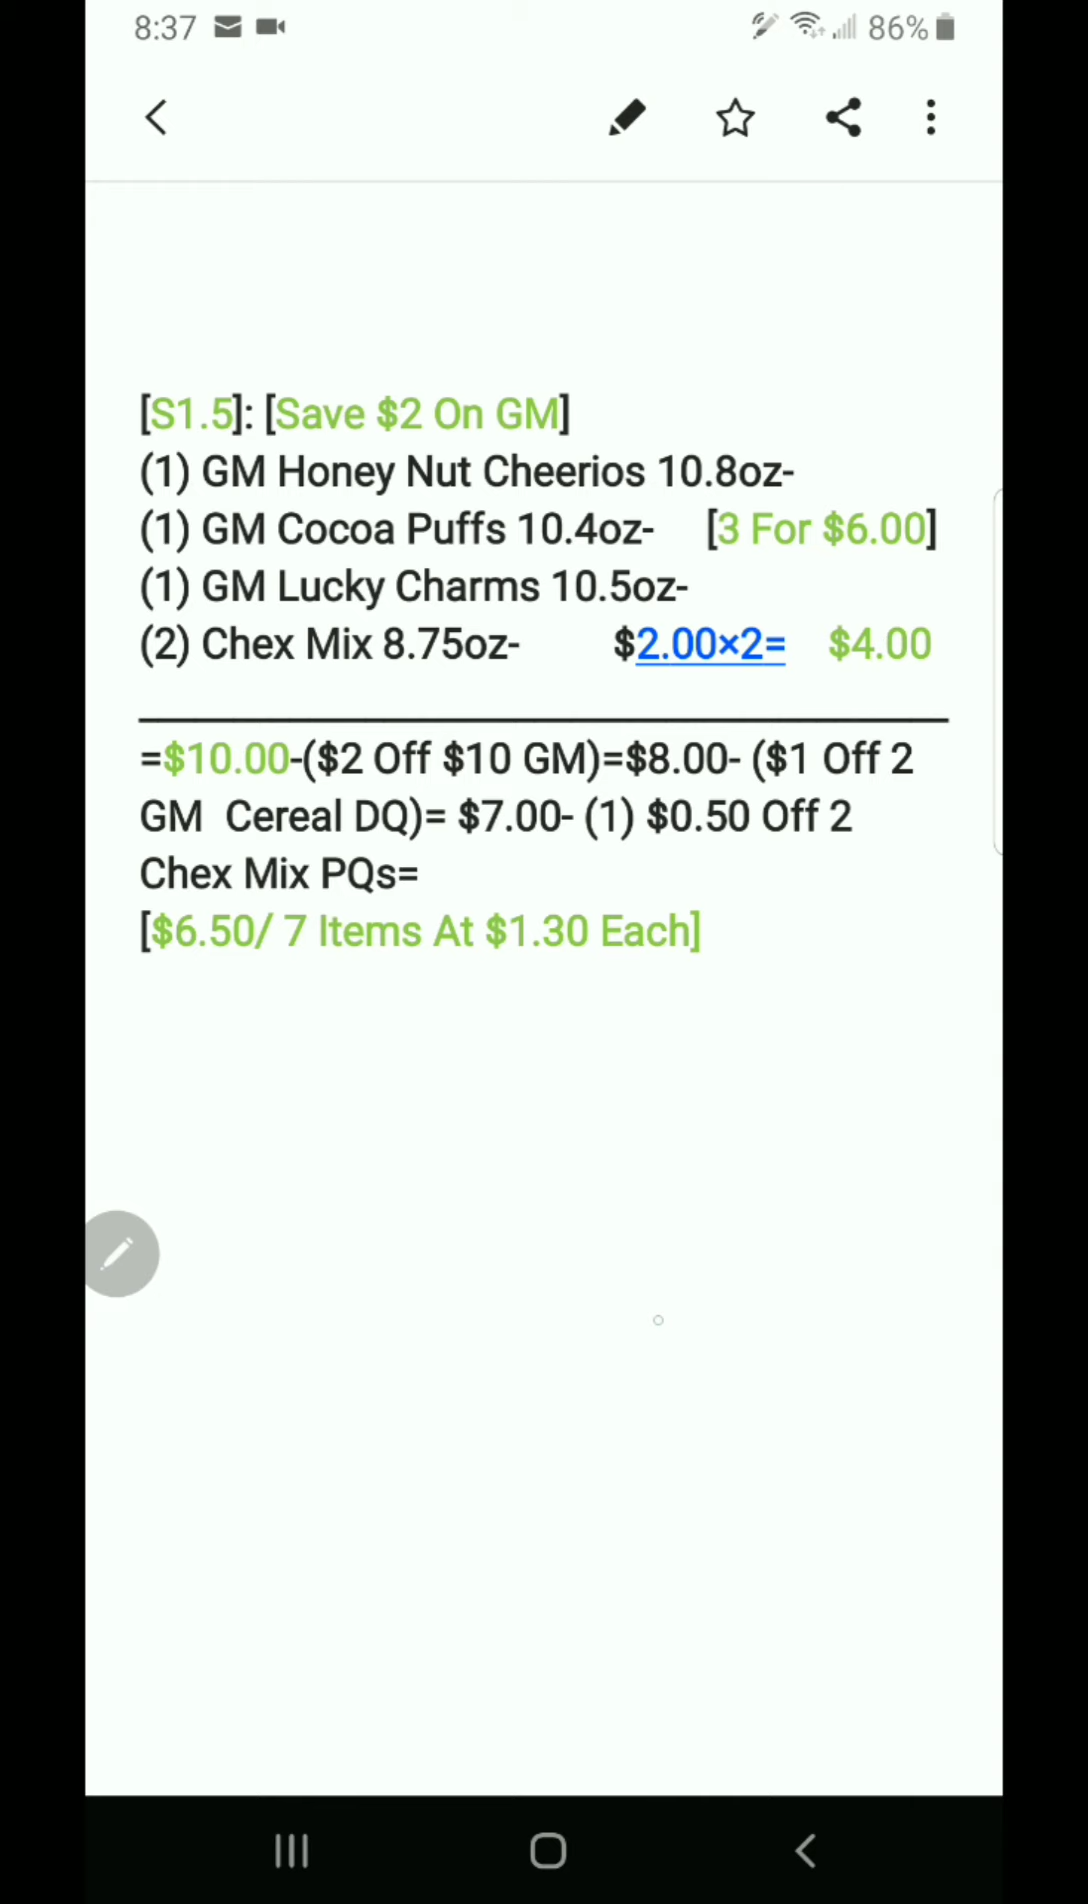 8:37 86%
[S1.5]: [Save $2 On GM]
(1) GM Honey Nut Cheerios 10.8oz-
(1) GM Cocoa Puffs 10.4oz- [3 For $6.00]
(1) GM Lucky Charms 10.5oz-
(2) Chex Mix 8.75oz- $2.00×2= $4.00
=$10.00-($2 Off $10 GM)=$8.00- ($1 Off 2
GM Cereal DQ)= $7.00- (1) $0.50 Off 2
Chex Mix PQs=
[$6.50/ 7 Items At $1.30 Each]